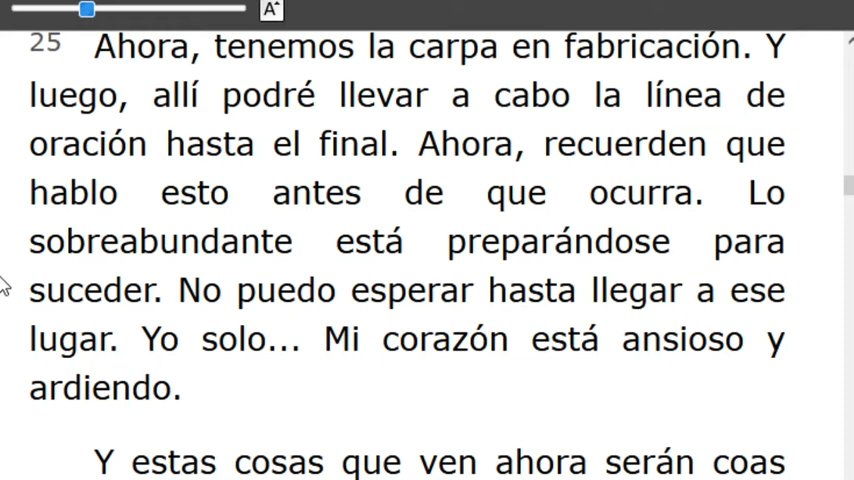 A
25 Ahora, tenemos la carpa en fabricación. Y
luego, allí podré llevar a cabo la línea de
oración hasta el final. Ahora, recuerden que
hablo esto antes de que ocurra. Lo
sobreabundante está preparándose para
suceder. No puedo esperar hasta llegar a ese
lugar. Yo solo... Mi corazón está ansioso y
ardiendo.
Y estas cosas que ven ahora serán coas